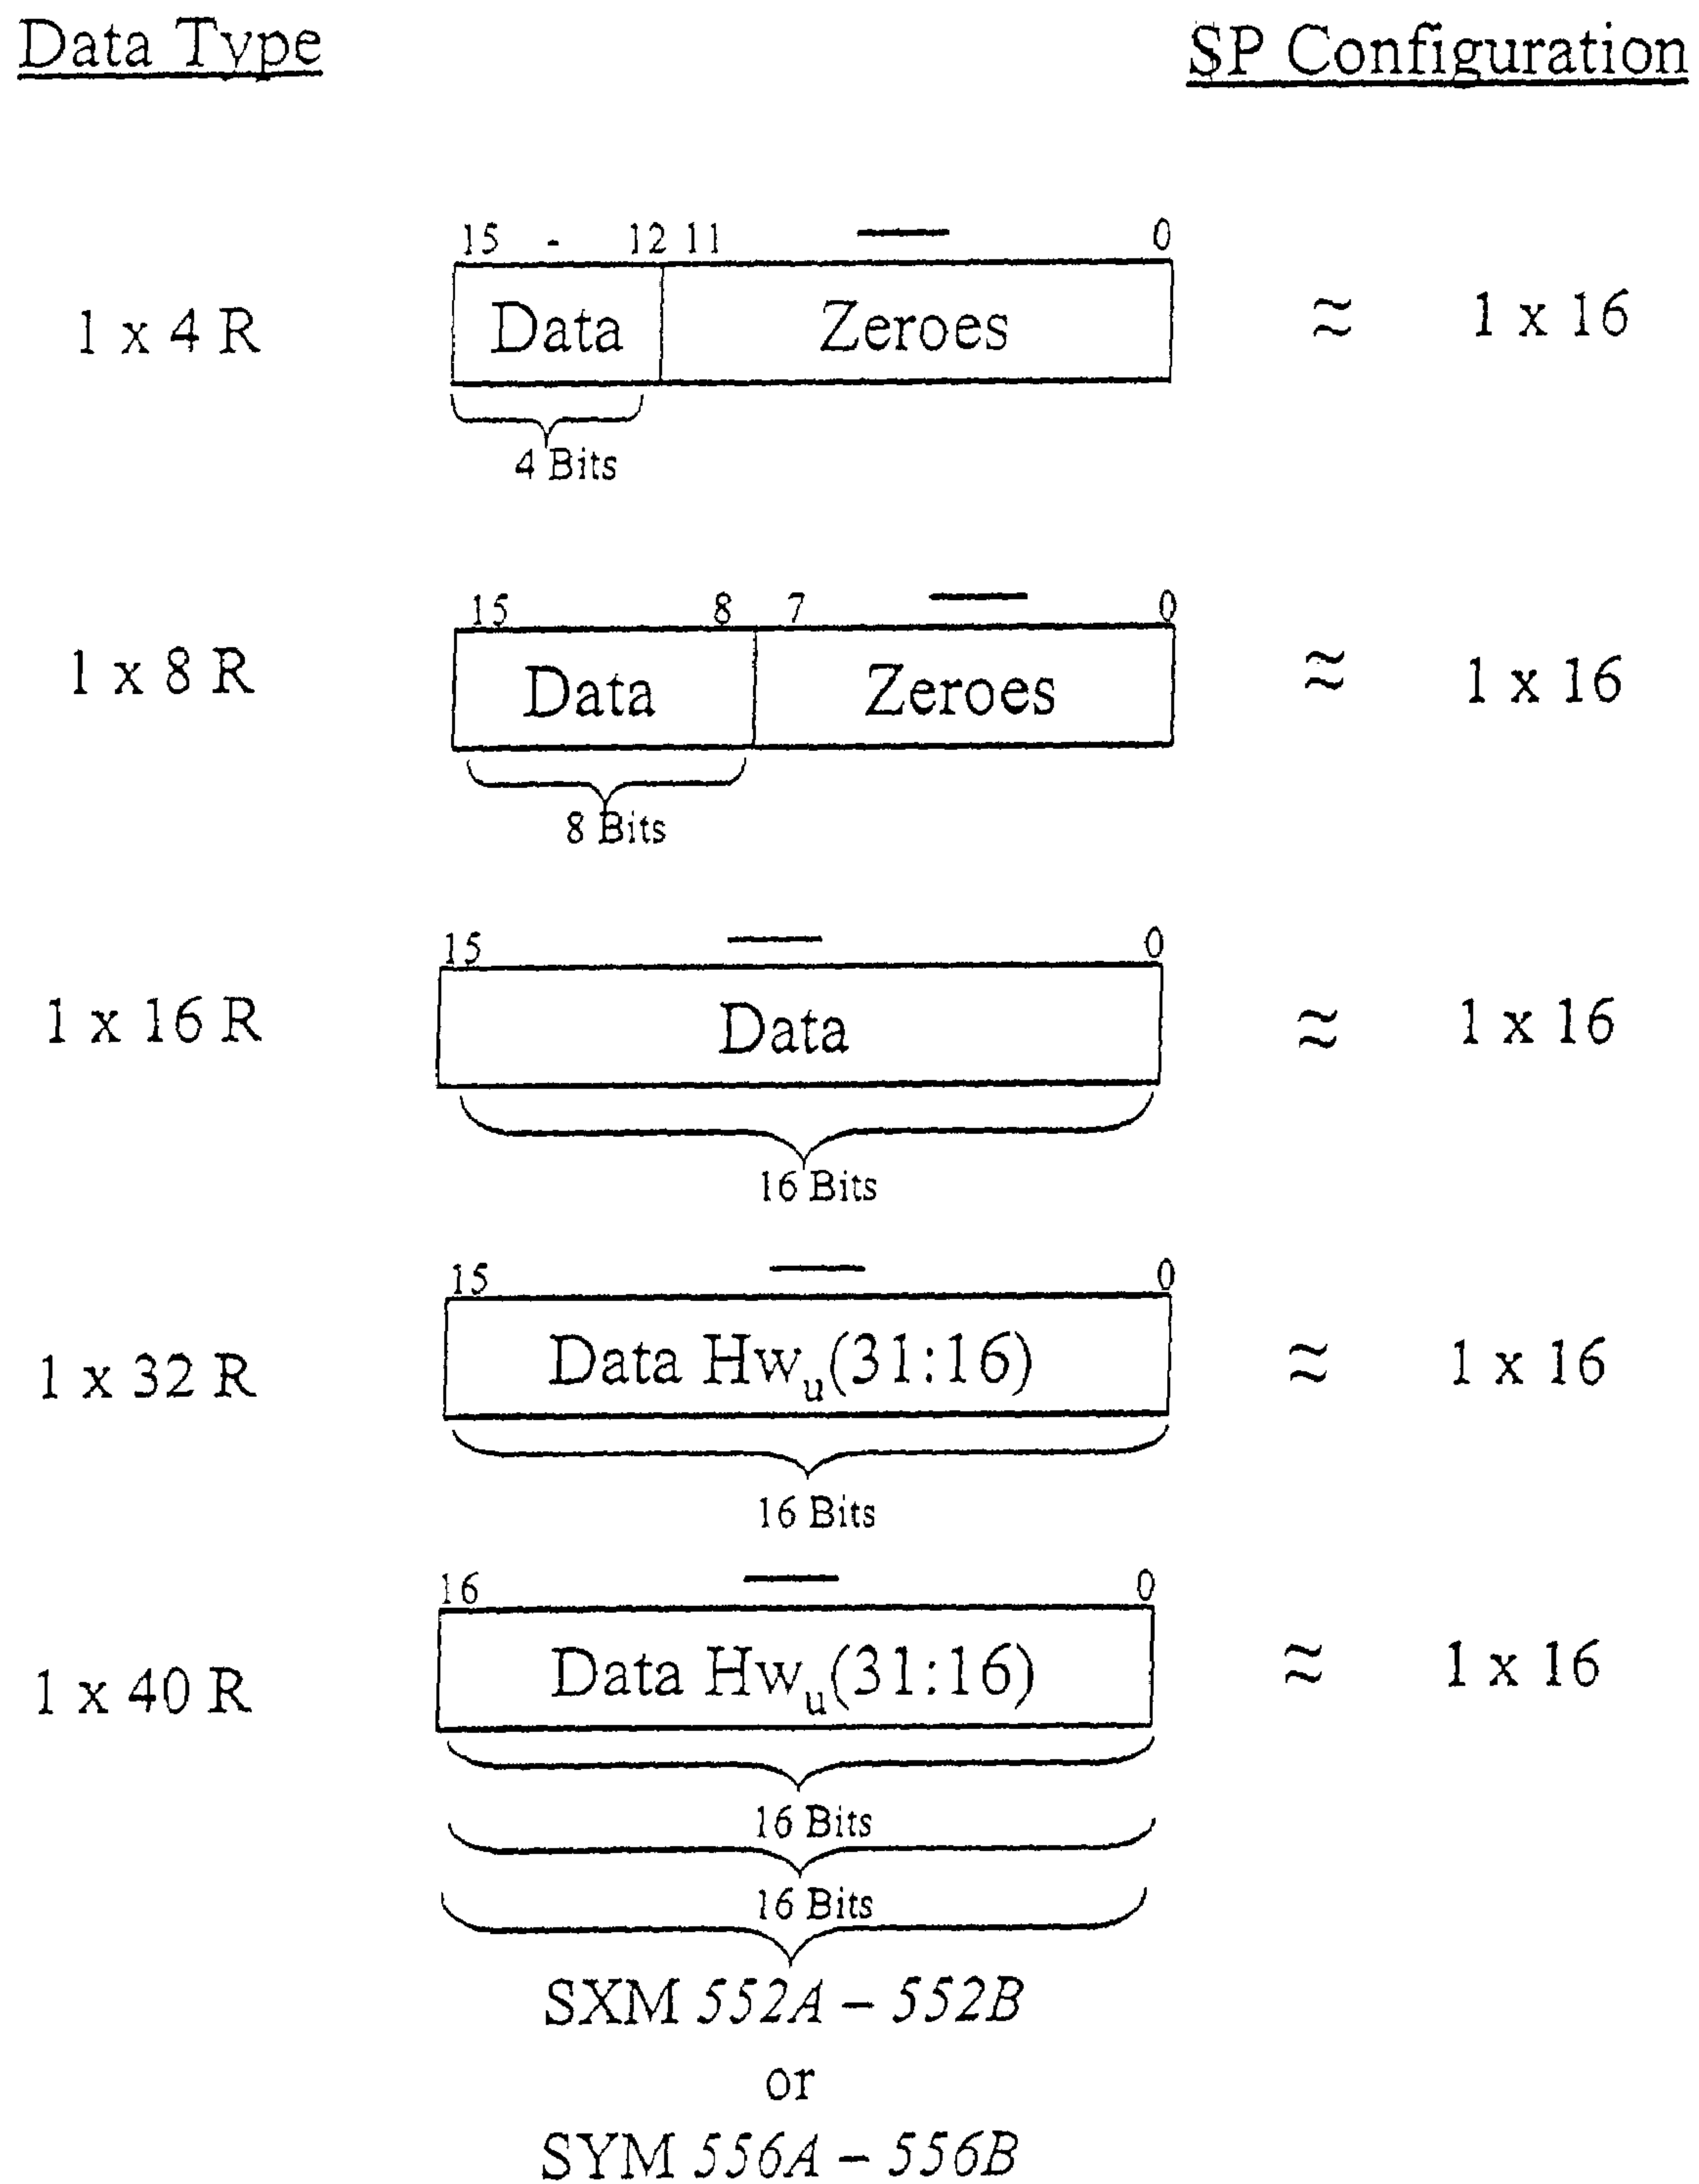 Data Type SP Configuration
15 - 12 11 — 0
1 x 4 R Data Zeroes ≈ 1 x 16
4 Bits
15 8 7 — 0
1 x 8 R Data Zeroes ≈ 1 x 16
8 Bits
15 — 0
1 x 16 R Data ≈ 1 x 16
16 Bits
15 — 0
1 x 32 R Data Hwu(31:16) ≈ 1 x 16
16 Bits
16 — 0
1 x 40 R Data Hwu(31:16) ≈ 1 x 16
16 Bits
16 Bits
SXM 552A – 552B
or
SYM 556A – 556B